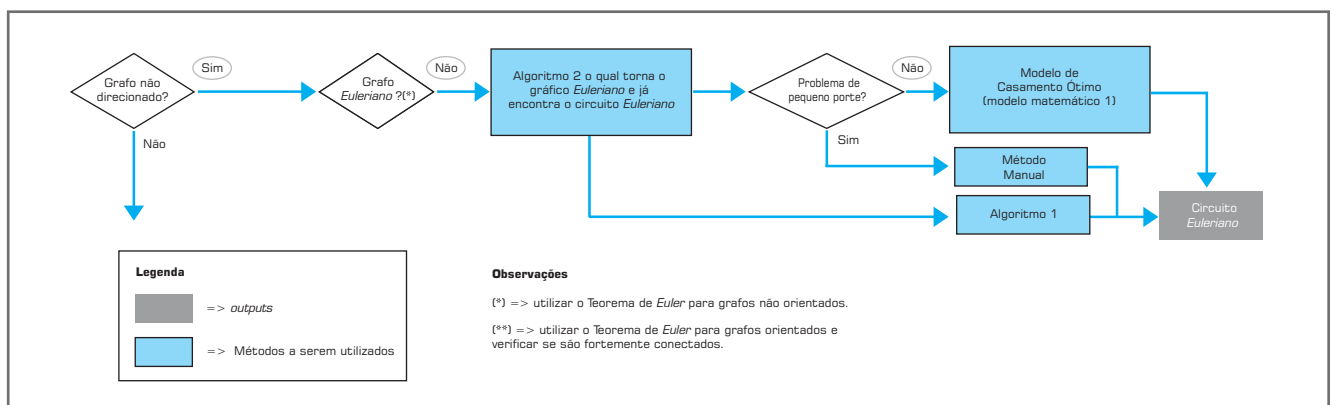 Grafo não
direcionado?
Sim
Não
Grafo
Euleriano ?(*)
Não
Algoritmo 2 o qual torna o
gráfico Euleriano e já
encontra o circuito Euleriano
Problema de
pequeno porte?
Não
Sim
Modelo de
Casamento Ótimo
(modelo matemático 1)
Método
Manual
Algoritmo 1
Circuito
Euleriano
Legenda
=> outputs
=> Métodos a serem utilizados
Observações
(*) => utilizar o Teorema de Euler para grafos não orientados.
(**) => utilizar o Teorema de Euler para grafos orientados e
verificar se são fortemente conectados.